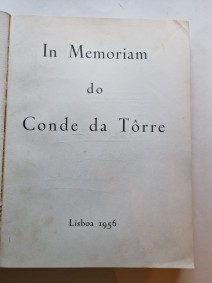 In Memoriam
do
Conde da Tôrre
Lisboa 1956